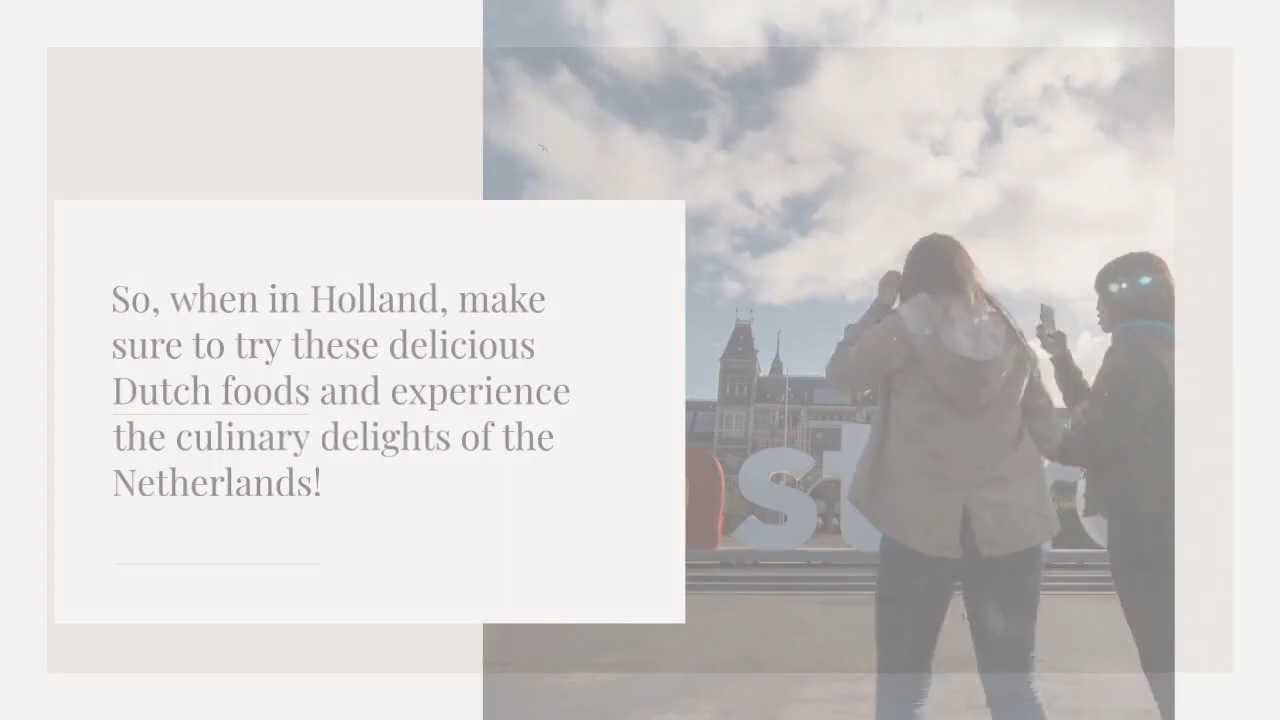 So, when in Holland, make
sure to try these delicious
Dutch foods and experience
the culinary delights of the
Netherlands!
st